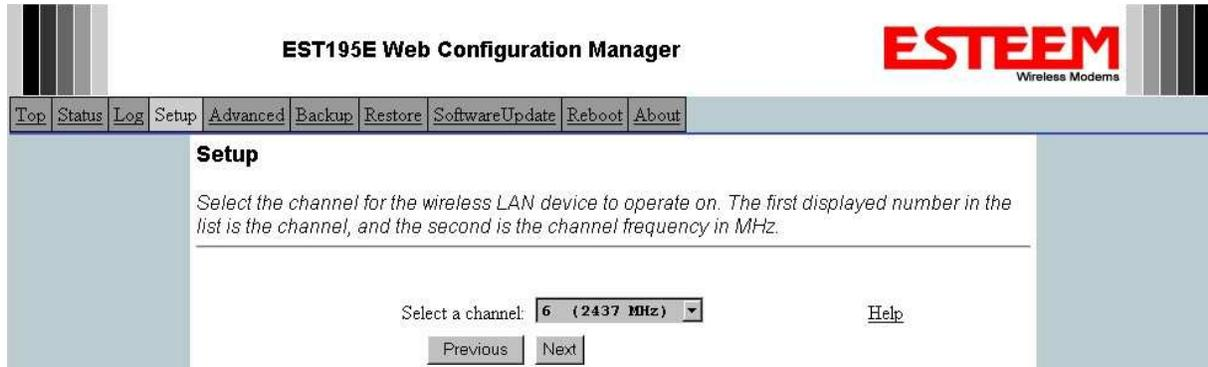 EST195E Web Configuration Manager
ESTEEM
Wireless Modems
Top Status Log Setup Advanced Backup Restore SoftwareUpdate Reboot About
Setup
Select the channel for the wireless LAN device to operate on. The first displayed number in the
list is the channel, and the second is the channel frequency in MHz.
Select a channel: 6 (2437 MHz) Help
Previous Next